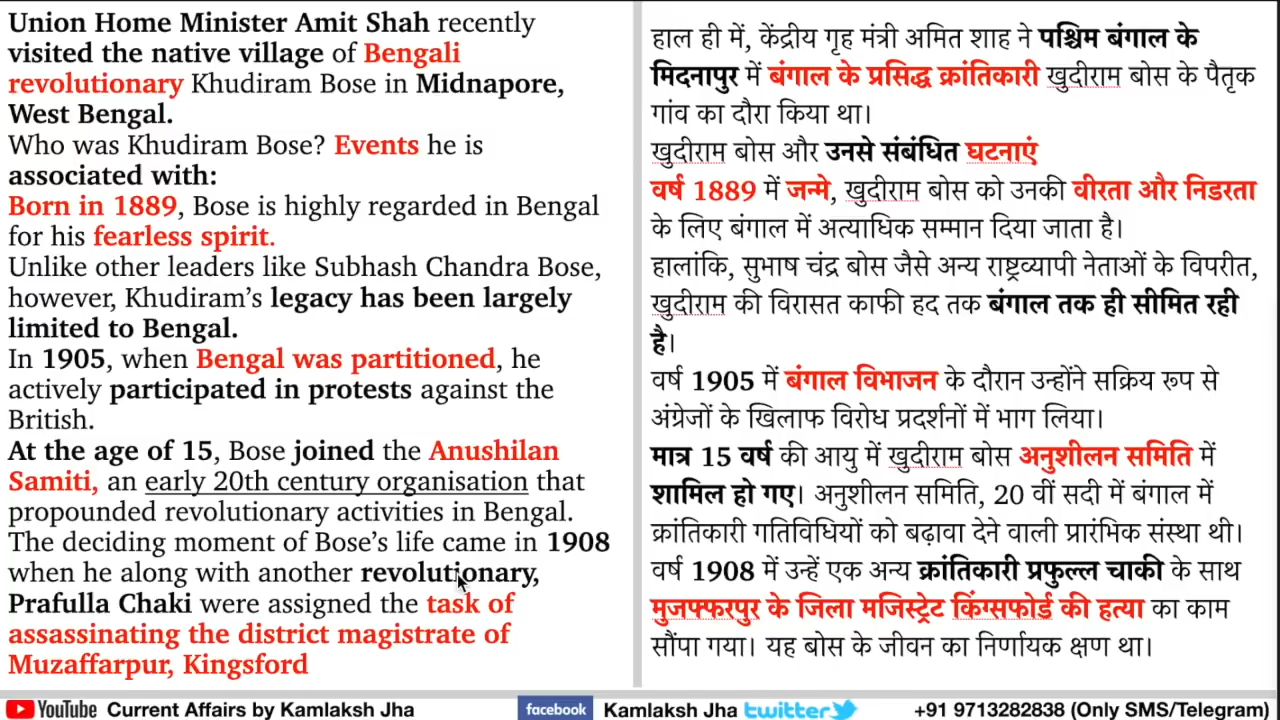 Union Home Minister Amit Shah recently
visited the native village of Bengali
revolutionary Khudiram Bose in Midnapore,
West Bengal.
Who was Khudiram Bose? Events he is
associated with:
Born in 1889, Bose is highly regarded in Bengal
for his fearless spirit.
Unlike other leaders like Subhash Chandra Bose,
however, Khudiram’s legacy has been largely
limited to Bengal.
In 1905, when Bengal was partitioned, he
actively participated in protests against the
British.
At the age of 15, Bose joined the Anushilan
Samiti, an early 20th century organisation that
propounded revolutionary activities in Bengal.
The deciding moment of Bose’s life came in 1908
when he along with another revolutionary,
Prafulla Chaki were assigned the task of
assassinating the district magistrate of
Muzaffarpur, Kingsford
हाल ही में, केंद्रीय गृह मंत्री अमित शाह ने पश्चिम बंगाल के
मिदनापुर में बंगाल के प्रसिद्ध क्रांतिकारी खुदीराम बोस के पैतृक
गांव का दौरा किया था।
खुदीराम बोस और उनसे संबंधित घटनाएं
वर्ष 1889 में जन्मे, खुदीराम बोस को उनकी वीरता और निडरता
के लिए बंगाल में अत्याधिक सम्मान दिया जाता है।
हालांकि, सुभाष चंद्र बोस जैसे अन्य राष्ट्रव्यापी नेताओं के विपरीत,
खुदीराम की विरासत काफी हद तक बंगाल तक ही सीमित रही
है।
वर्ष 1905 में बंगाल विभाजन के दौरान उन्होंने सक्रिय रूप से
अंग्रेजों के खिलाफ विरोध प्रदर्शनों में भाग लिया।
मात्र 15 वर्ष की आयु में खुदीराम बोस अनुशीलन समिति में
शामिल हो गए। अनुशीलन समिति, 20 वीं सदी में बंगाल में
क्रांतिकारी गतिविधियों को बढ़ावा देने वाली प्रारंभिक संस्था थी।
वर्ष 1908 में उन्हें एक अन्य क्रांतिकारी प्रफुल्ल चाकी के साथ
मुजफ्फरपुर के जिला मजिस्ट्रेट किंग्सफोर्ड की हत्या का काम
सौंपा गया। यह बोस के जीवन का निर्णायक क्षण था।
YouTube Current Affairs by Kamlaksh Jha facebook Kamlaksh Jha twitter +91 9713282838 (Only SMS/Telegram)